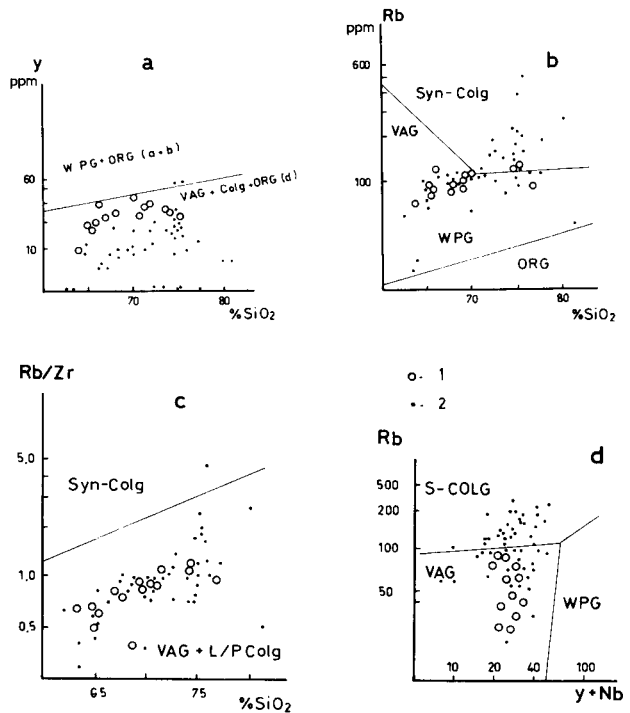 y
ppm
a
60
10
W PG+ORG (a+b)
VAG + Colg+ORG (d)
70
80
%SiO2
Rb
ppm
b
600
100
Syn-Colg
VAG
WPG
ORG
70
80
%SiO2
Rb/Zr
c
5,0
1,0
0,5
Syn-Colg
VAG + L/P Colg
65
75
%SiO2
1
2
Rb
d
500
200
100
50
S-COLG
VAG
WPG
10
20
40
100
y+Nb